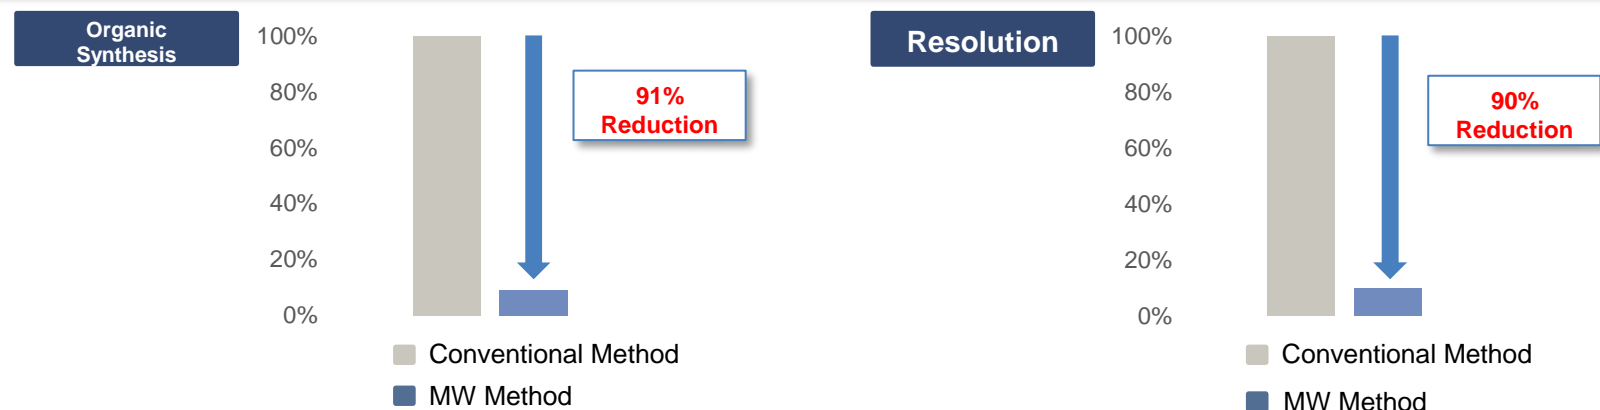 Organic
Synthesis
100%
80%
60%
40%
20%
0%
91%
Reduction
Conventional Method
MW Method
Resolution
100%
80%
60%
40%
20%
0%
90%
Reduction
Conventional Method
MW Method